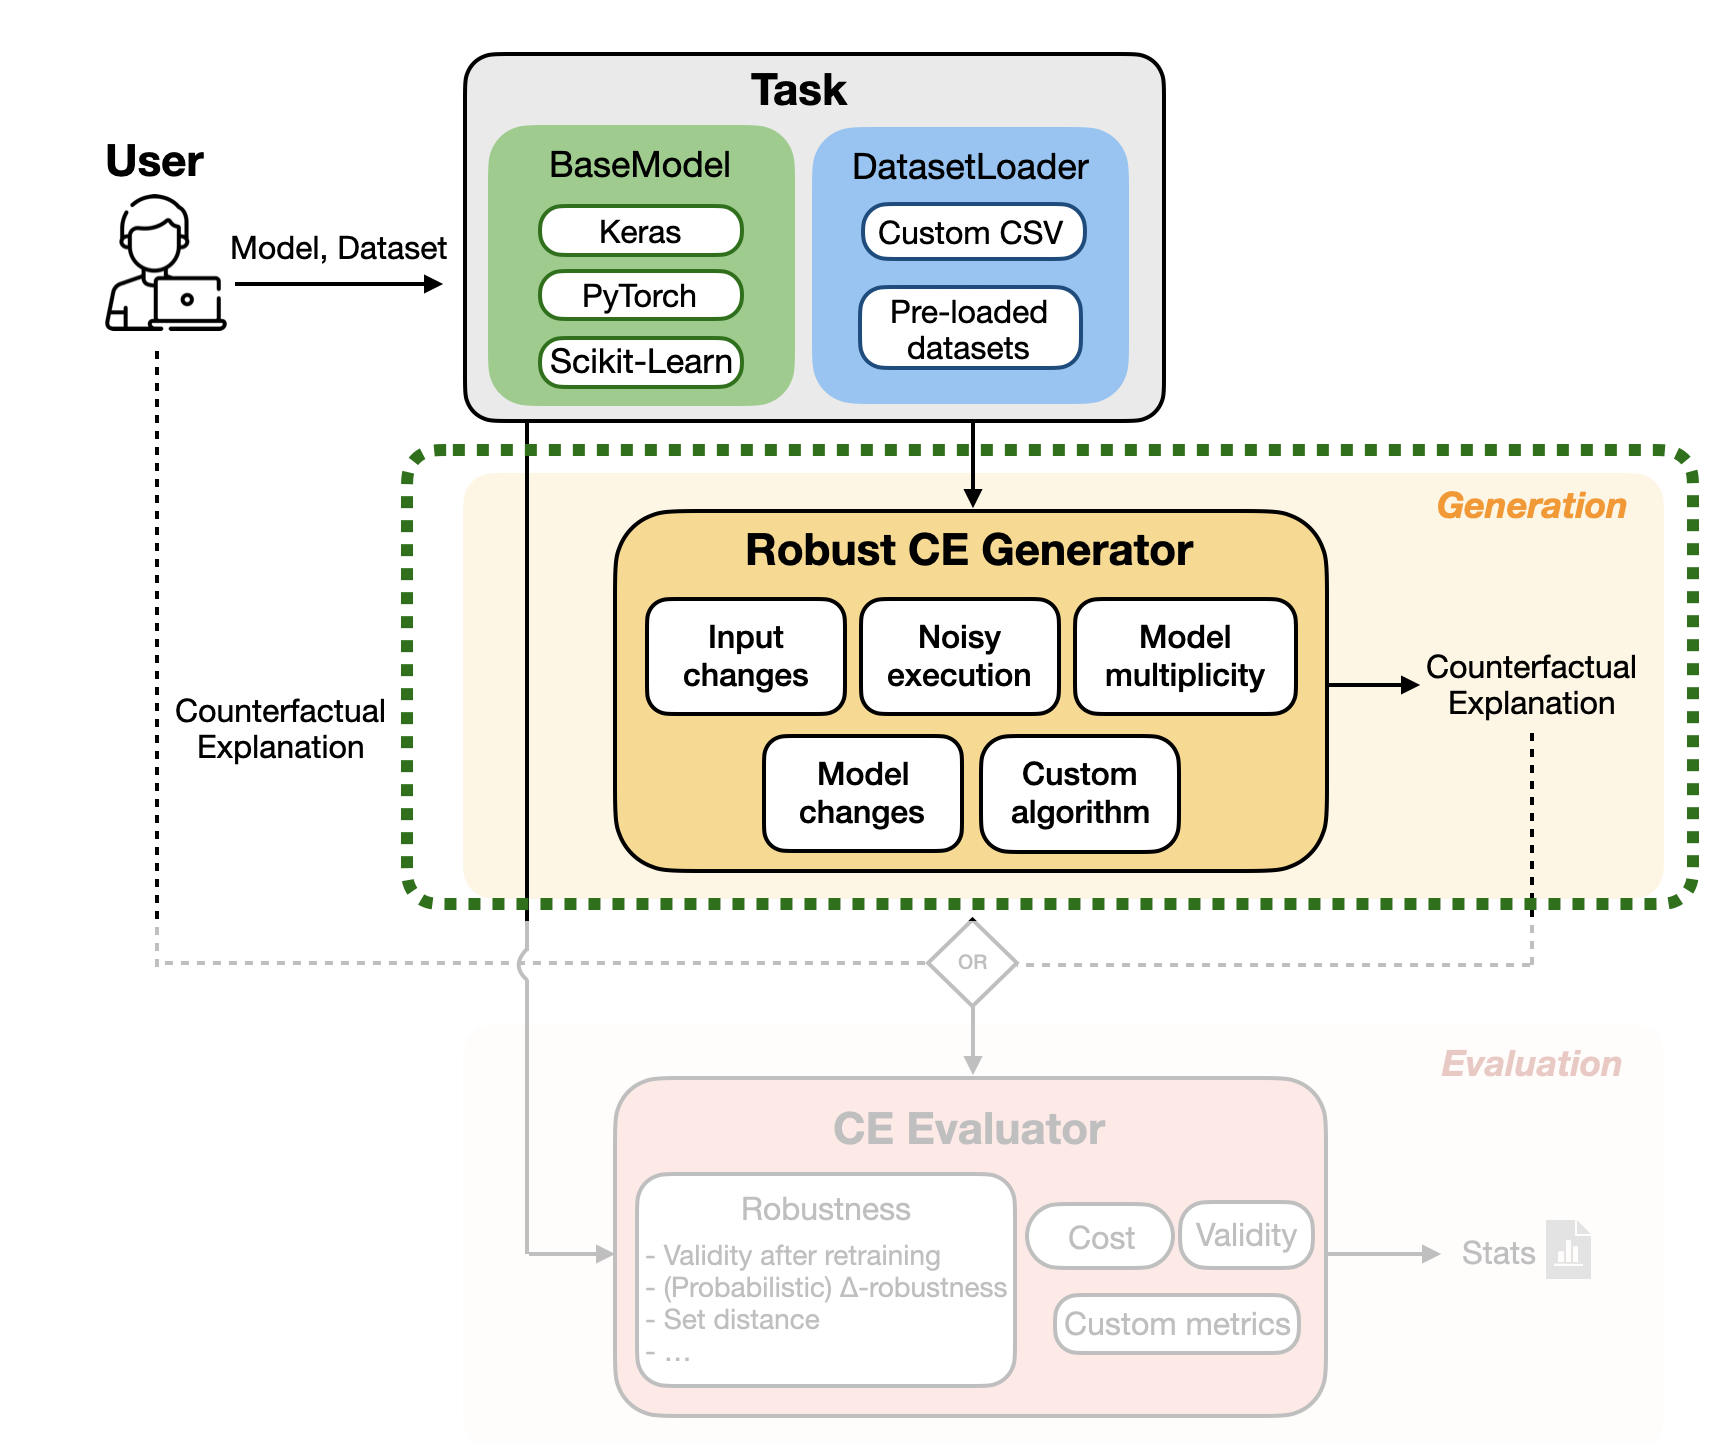 Task
User
BaseModel
DatasetLoader
Keras
Custom CSV
Model, Dataset
PyTorch
Pre-loaded
datasets
Scikit-Learn
Generation
Robust CE Generator
Input
changes
Noisy
execution
Model
multiplicity
Counterfactual
Explanation
Counterfactual
Explanation
Model
changes
Custom
algorithm
OR
Evaluation
CE Evaluator
Robustness
- Validity after retraining
- (Probabilistic) Δ-robustness
- Set distance
- ...
Cost
Validity
Custom metrics
Stats